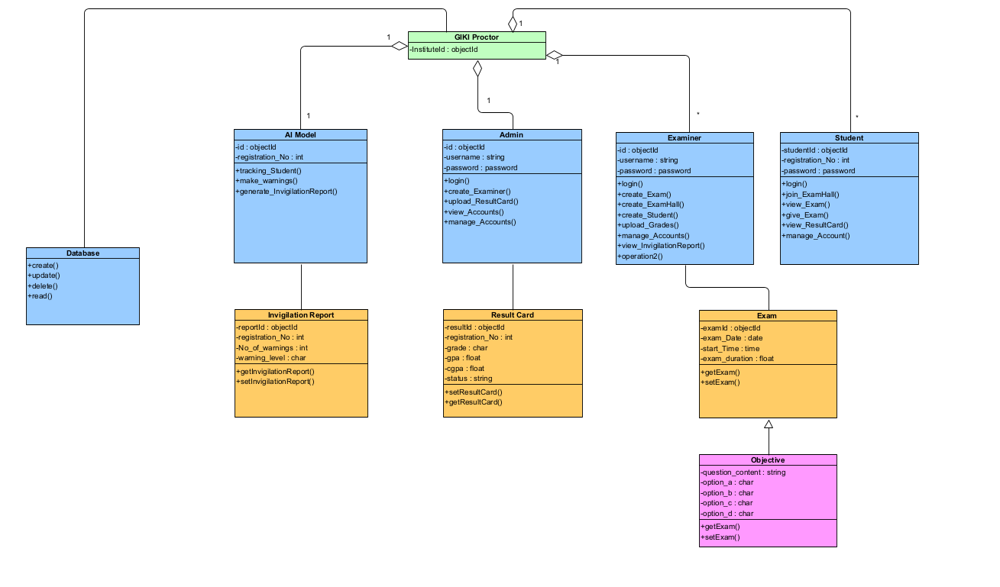 1
1
GIKI Proctor
-InstituteId : objectId
1
1
1
*
*
AI Model
-id : objectId
-registration_No : int
+tracking_Student()
+make_warnings()
+generate_InvigilationReport()
Admin
-id : objectId
-username : string
-password : password
+login()
+create_Examiner()
+upload_ResultCard()
+view_Accounts()
+manage_Accounts()
Examiner
-id : objectId
-username : string
-password : password
+login()
+create_Exam()
+create_ExamHall()
+create_Student()
+upload_Grades()
+manage_Accounts()
+view_InvigilationReport()
+operation2()
Student
-studentId : objectId
-registration_No : int
-password : password
+login()
+join_ExamHall()
+view_Exam()
+give_Exam()
+view_ResultCard()
+manage_Account()
Database
+create()
+update()
+delete()
+read()
Invigilation Report
-reportId : objectId
-registration_No : int
-No_of_warnings : int
-warning_level : char
+getInvigilationReport()
+setInvigilationReport()
Result Card
-resultId : objectId
-registration_No : int
-grade : char
-gpa : float
-cgpa : float
-status : string
+setResultCard()
+getResultCard()
Exam
-examId : objectId
-exam_Date : date
-start_Time : time
-exam_duration : float
+getExam()
+setExam()
Objective
-question_content : string
-option_a : char
-option_b : char
-option_c : char
-option_d : char
+getExam()
+setExam()